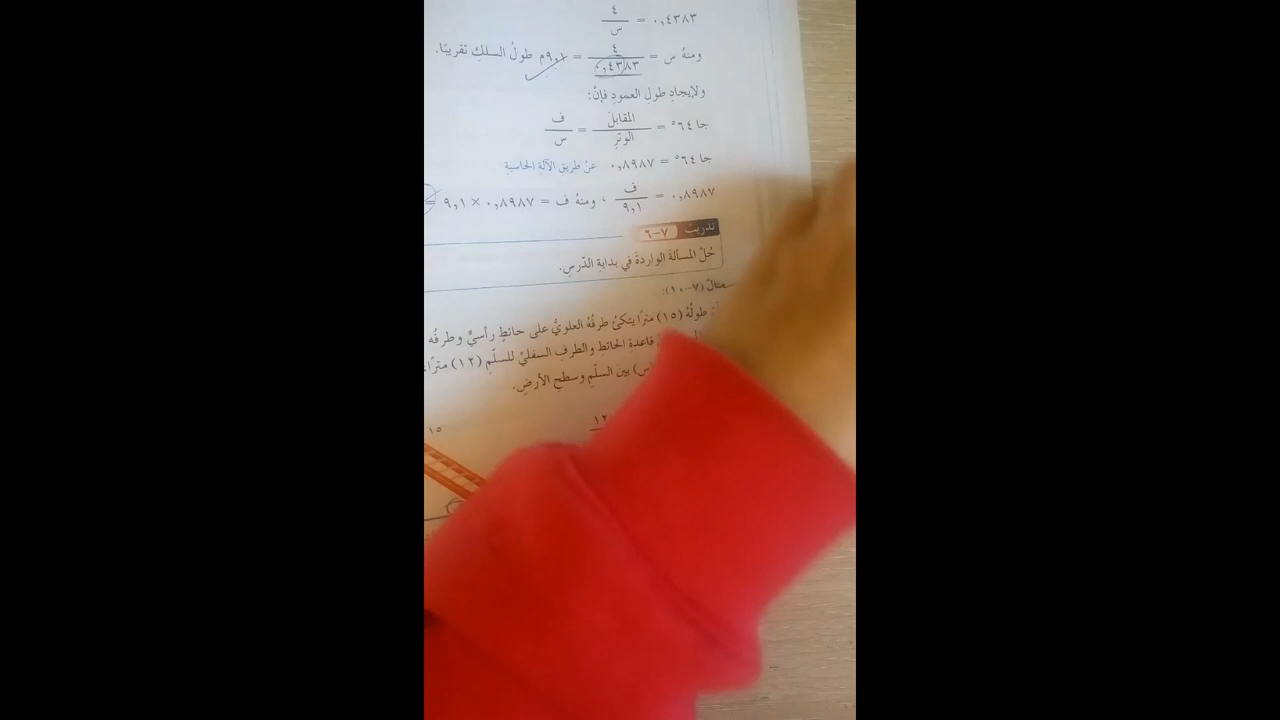 ٠,٤٣٨٣ = ٤/س
ومنهُ س = ٤/٠,٤٣٨٣ = ٩,١م طولُ السلكِ تقريبًا.
ولإيجادِ طولِ العمودِ فإنَّ:
جا ٦٤° = المقابلَ/الوترِ = ف/س
جا ٦٤° = ٠,٨٩٨٧ عنْ طريقِ الآلةِ الحاسبةِ
٠,٨٩٨٧ = ف/٩,١ ، ومنهُ ف = ٠,٨٩٨٧ × ٩,١ =
تدريبُ ٧-٦
حُلَّ المسألةَ الواردةَ في بدايةِ الدّرسِ.
مثالٌ (٧-١٠):
طولُهُ (١٥) مترًا يتكئُ طرفُهُ العلويُّ على حائطٍ رأسيٍّ وطرفُه
قاعدةِ الحائطِ والطرفِ السفليِّ للسلّمِ (١٢) مترًا،
(س) بين السلّمِ وسطحِ الأرضِ.
١٢
١٥